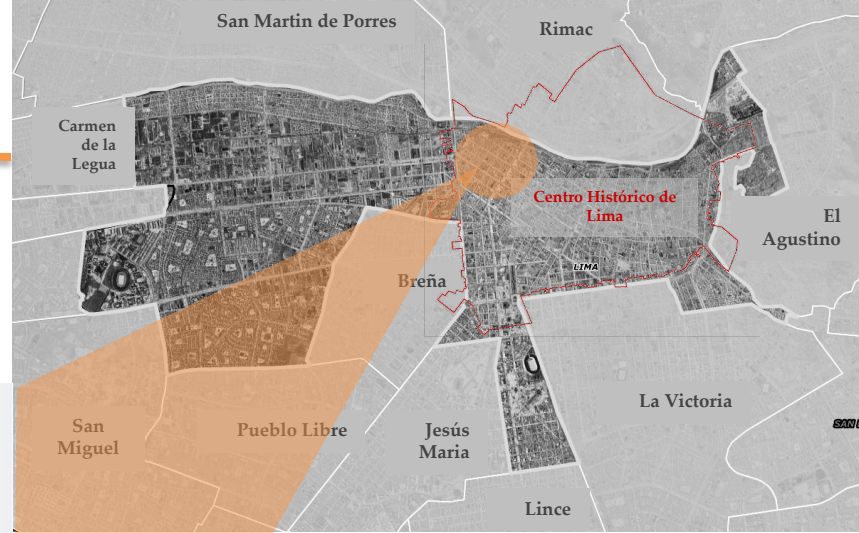 San Martin de Porres
Rimac
Carmen
de la
Legua
Centro Histórico de
Lima
El
Agustino
LIMA
Breña
San
Miguel
Pueblo Libre
Jesús
Maria
La Victoria
SAN
Lince